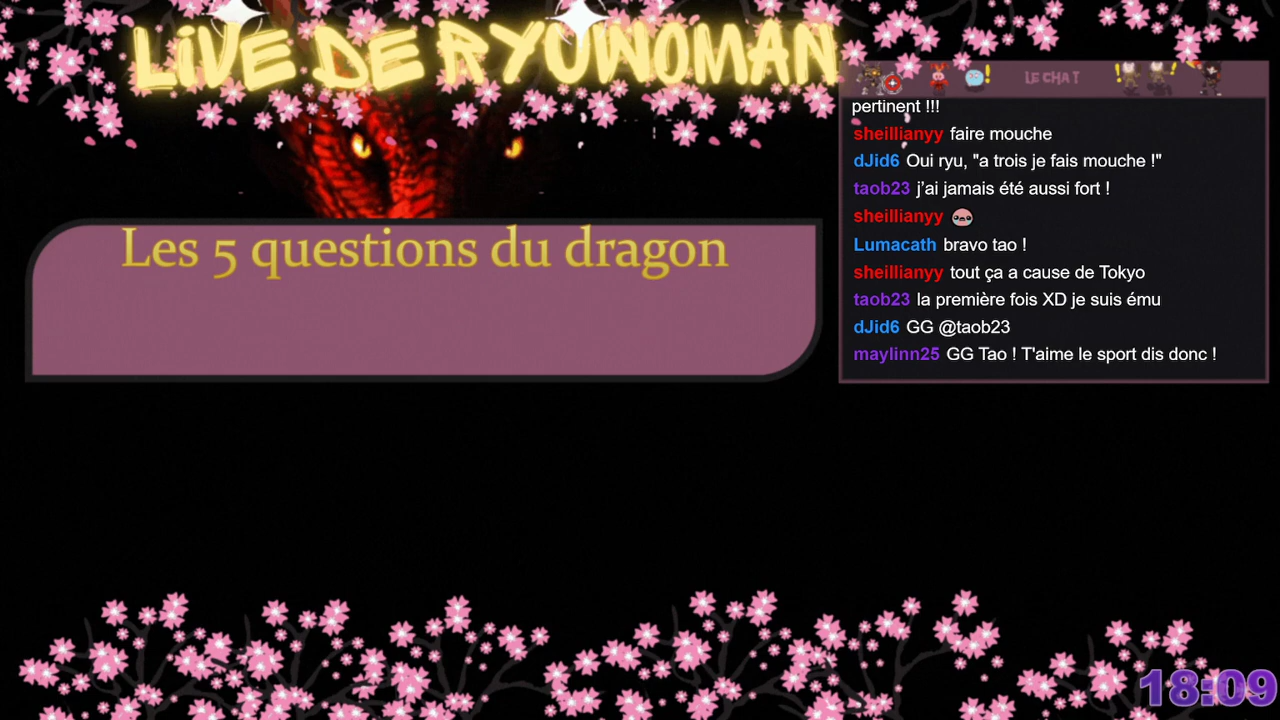 LIVE DE RYUWOMAN
LE CHAT
pertinent !!!
sheillianyy faire mouche
dJid6 Oui ryu, "a trois je fais mouche !"
taob23 j'ai jamais été aussi fort !
sheillianyy
Lumacath bravo tao !
sheillianyy tout ça a cause de Tokyo
taob23 la première fois XD je suis ému
dJid6 GG @taob23
maylinn25 GG Tao ! T'aime le sport dis donc !
Les 5 questions du dragon
18:09